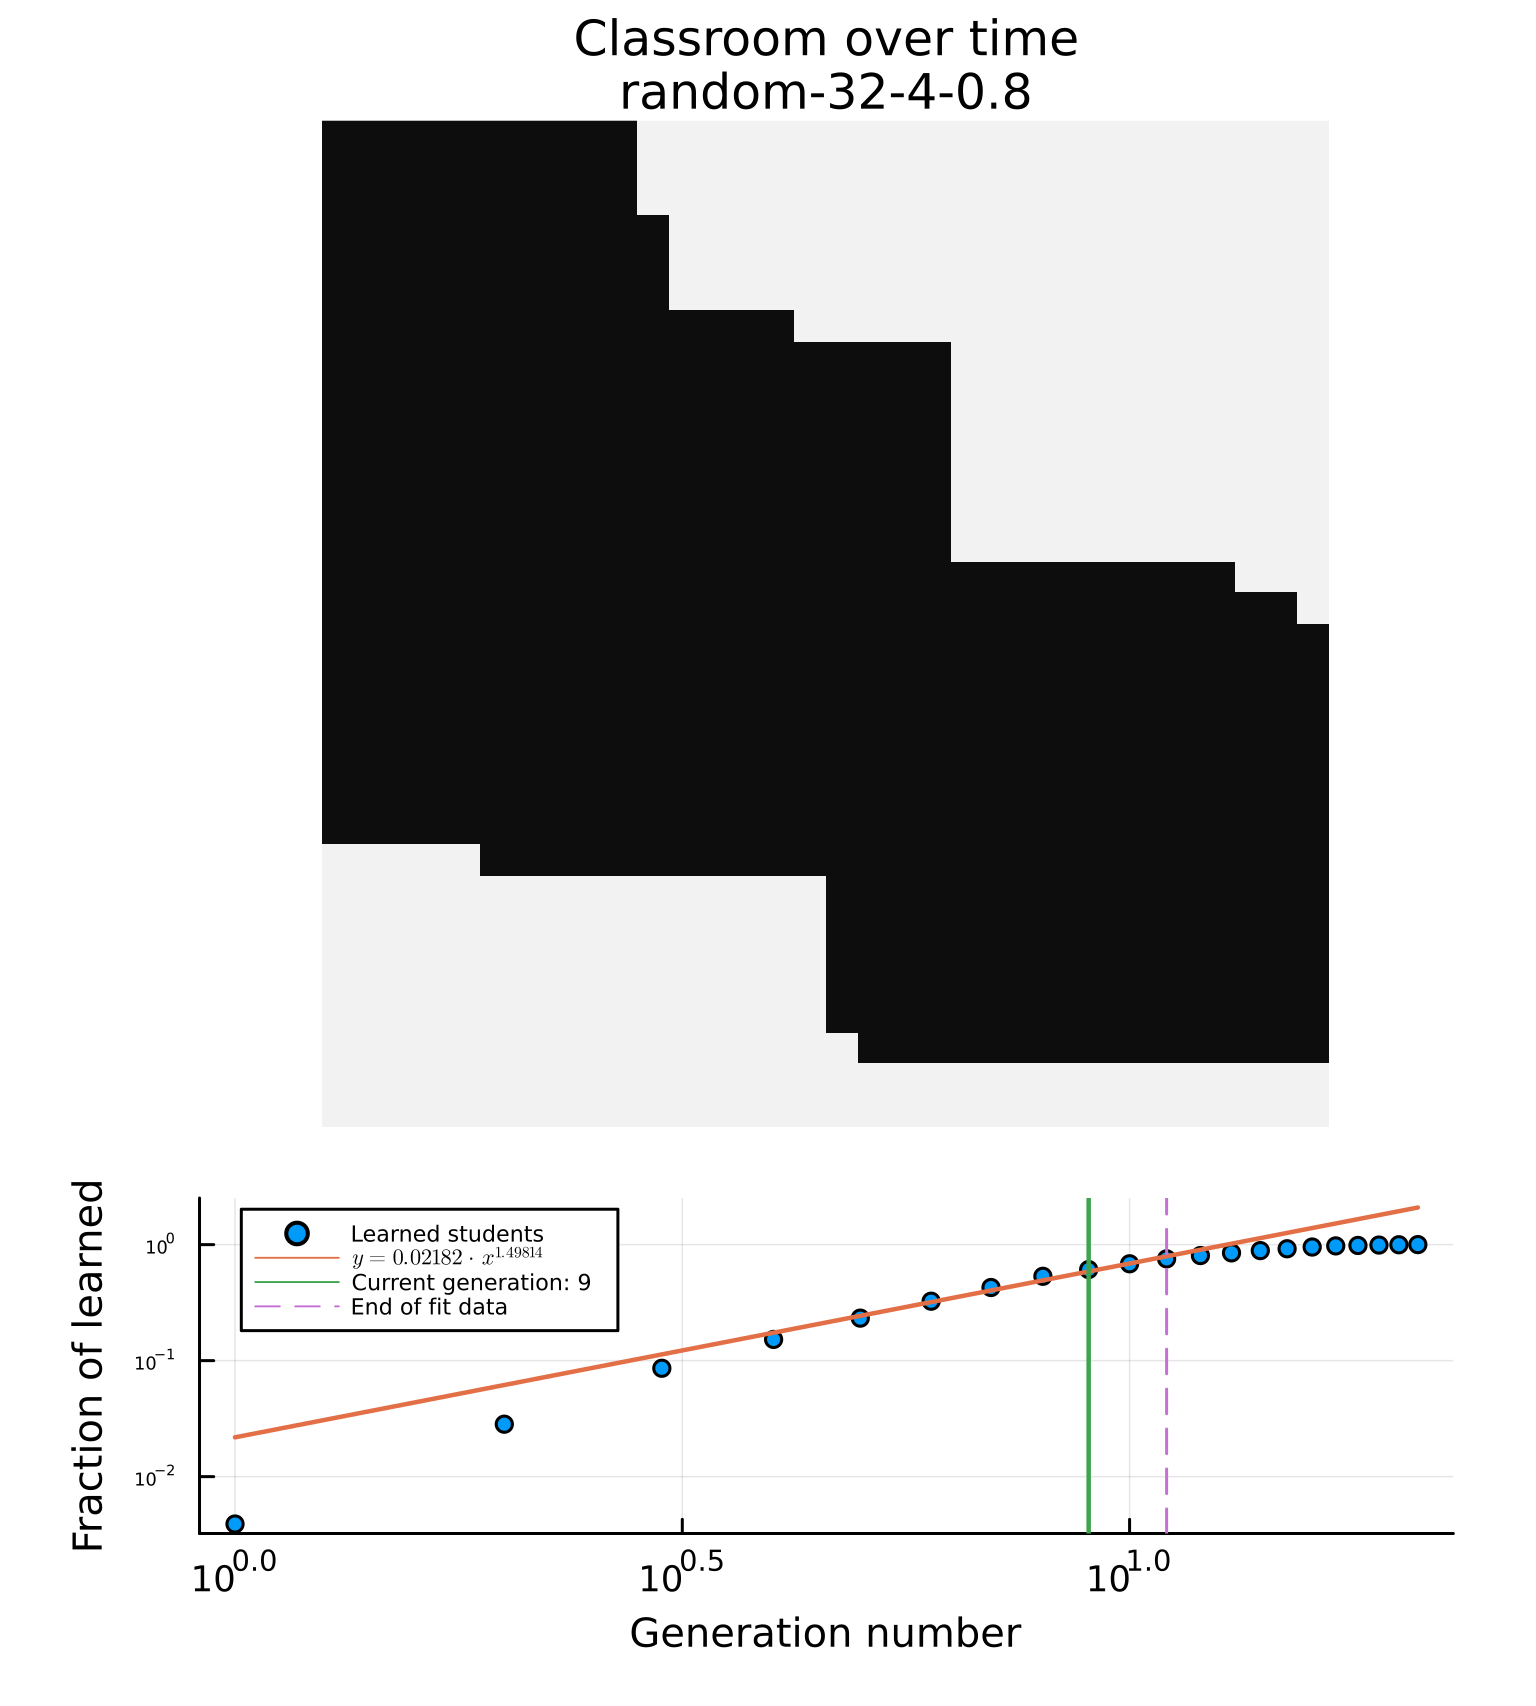 Classroom over time
random-32-4-0.8
Fraction of learned
10⁰
10⁻¹
10⁻²
Learned students
y = 0.02182 · x^1.49814
Current generation: 9
End of fit data
10^0.0
10^0.5
10^1.0
Generation number